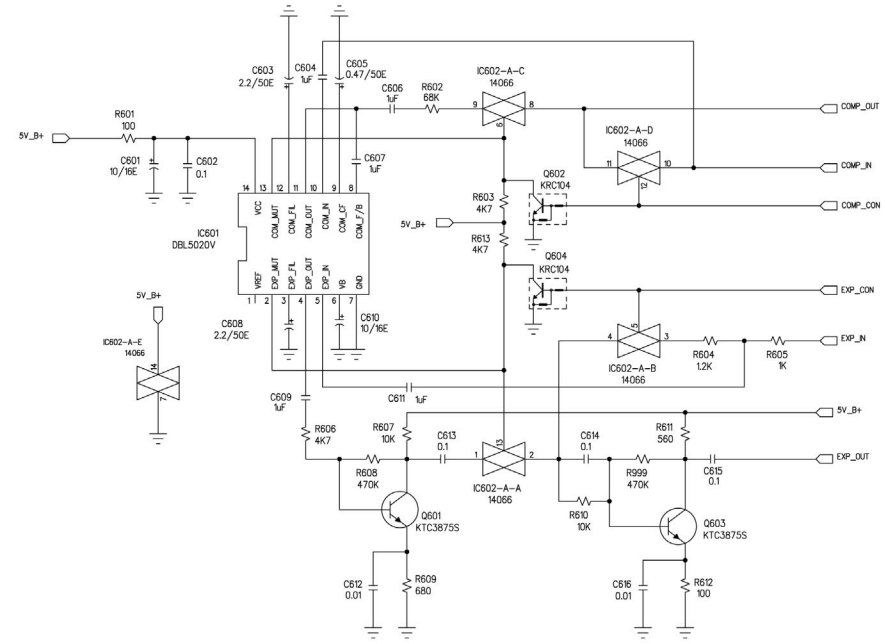 C603
2.2/50E
C604
1uF
C605
0.47/50E
C606
1uF
R602
68K
IC602-A-C
14066
9
8
6
COMP_OUT
R601
100
5V_B+
C601
10/16E
C602
0.1
C607
1uF
IC602-A-D
14066
11
10
12
COMP_IN
Q602
KRC104
COMP_CON
14
13
12
11
10
9
8
VCC
COM_MUT
COM_FIL
COM_OUT
COM_IN
COM_CF
COM_F/B
IC601
DBL5020V
VREF
EXP_MUT
EXP_FIL
EXP_OUT
EXP_IN
VB
GND
1
2
3
4
5
6
7
R603
4K7
5V_B+
R613
4K7
Q604
KRC104
EXP_CON
5V_B+
IC602-A-E
14066
14
7
C608
2.2/50E
C610
10/16E
5
4
3
IC602-A-B
14066
R604
1.2K
R605
1K
EXP_IN
C609
1uF
C611
1uF
R606
4K7
R607
10K
C613
0.1
13
1
2
IC602-A-A
14066
C614
0.1
R611
560
5V_B+
R608
470K
R999
470K
C615
0.1
EXP_OUT
R610
10K
Q601
KTC3875S
Q603
KTC3875S
C612
0.01
R609
680
C616
0.01
R612
100